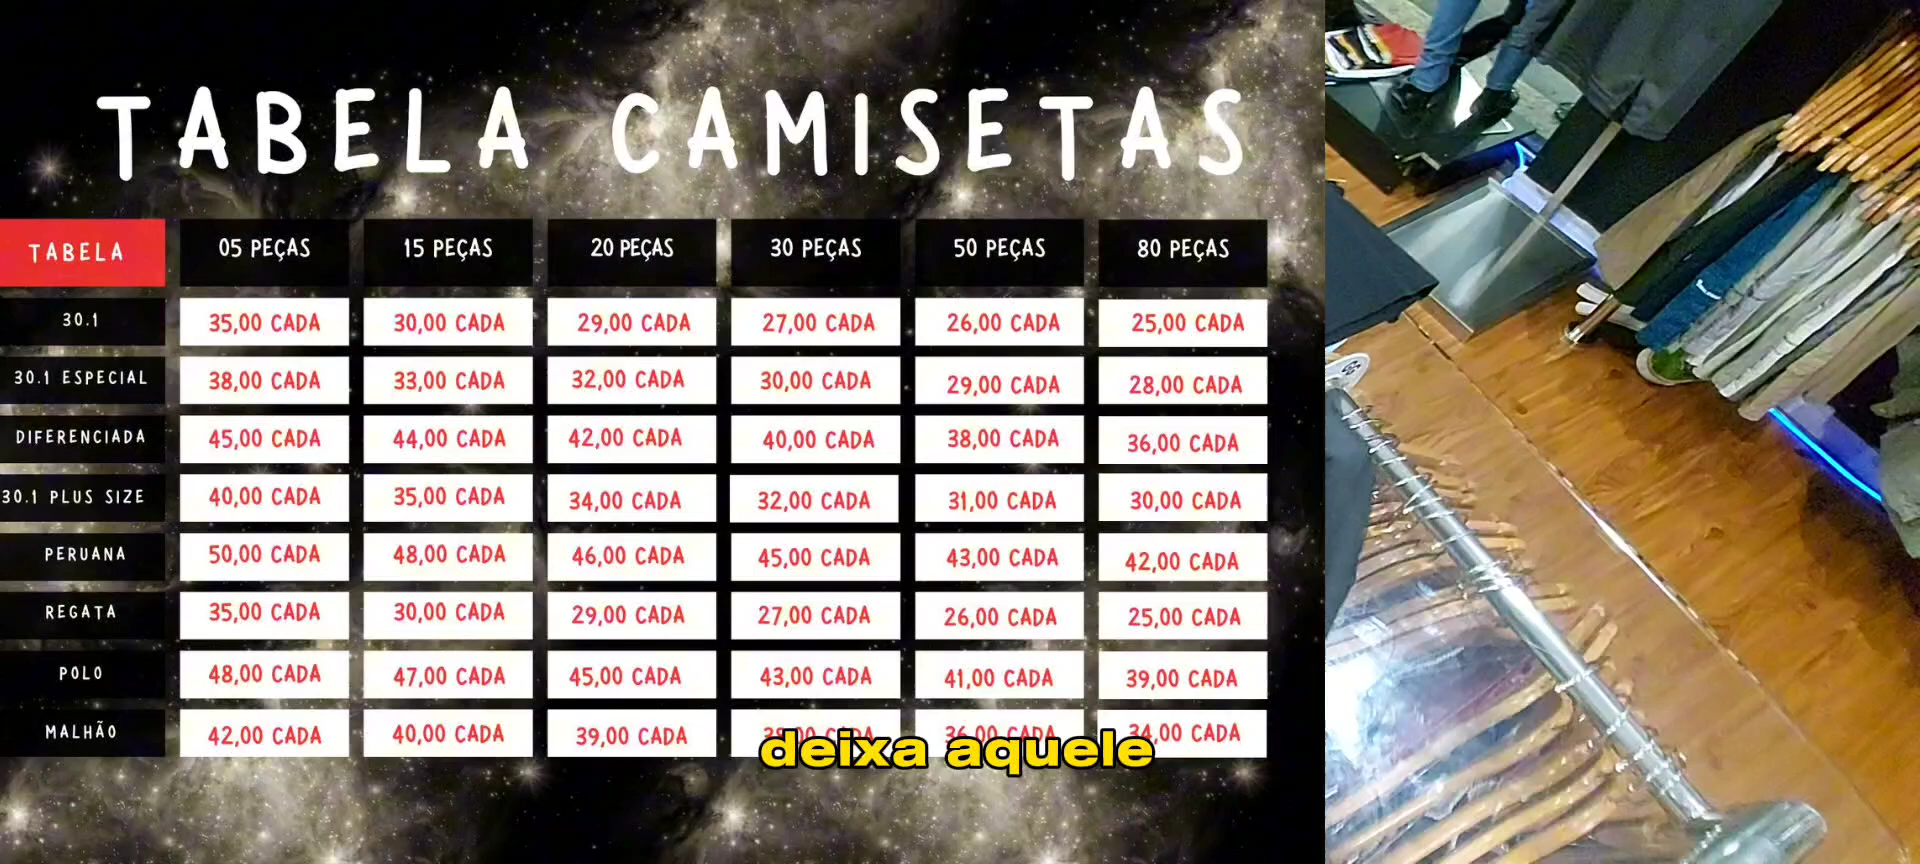 TABELA CAMISETAS
TABELA 05 PEÇAS 15 PEÇAS 20 PEÇAS 30 PEÇAS 50 PEÇAS 80 PEÇAS
30.1 35,00 CADA 30,00 CADA 29,00 CADA 27,00 CADA 26,00 CADA 25,00 CADA
30.1 ESPECIAL 38,00 CADA 33,00 CADA 32,00 CADA 30,00 CADA 29,00 CADA 28,00 CADA
DIFERENCIADA 45,00 CADA 44,00 CADA 42,00 CADA 40,00 CADA 38,00 CADA 36,00 CADA
30.1 PLUS SIZE 40,00 CADA 35,00 CADA 34,00 CADA 32,00 CADA 31,00 CADA 30,00 CADA
PERUANA 50,00 CADA 48,00 CADA 46,00 CADA 45,00 CADA 43,00 CADA 42,00 CADA
REGATA 35,00 CADA 30,00 CADA 29,00 CADA 27,00 CADA 26,00 CADA 25,00 CADA
POLO 48,00 CADA 47,00 CADA 45,00 CADA 43,00 CADA 41,00 CADA 39,00 CADA
MALHÃO 42,00 CADA 40,00 CADA 39,00 CADA CADA 36,00 CADA 34,00 CADA
deixa aquele
GG